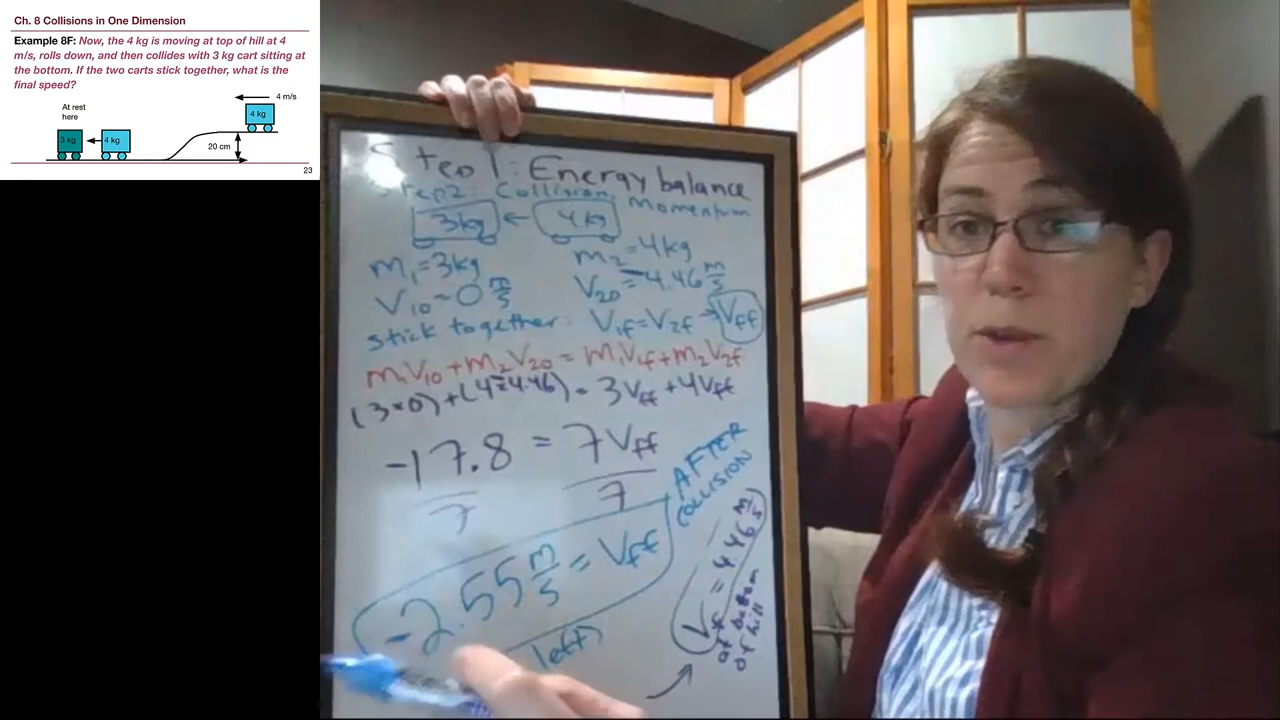 Ch. 8 Collisions in One Dimension
Example 8F: Now, the 4 kg is moving at top of hill at 4
m/s, rolls down, and then collides with 3 kg cart sitting at
the bottom. If the two carts stick together, what is the
final speed?
4 m/s
At rest
here
4 kg
3 kg
4 kg
20 cm
23
Step 1: Energy balance
Step2: Collision, Momentum
3kg ← 4kg
m₁=3kg
m₂=4kg
V₁₀=0 m/s
V₂₀=-4.46 m/s
stick together: V₁f=V₂f→Vff
m₁V₁₀+m₂V₂₀=m₁V₁f+m₂V₂f
(3*0)+(4*-4.46)=3Vff+4Vff
-17.8 = 7Vff
7 7
AFTER
COLLISION
-2.55 m/s = Vff
left)
Vf = 4.46 m/s
at bottom
of hill